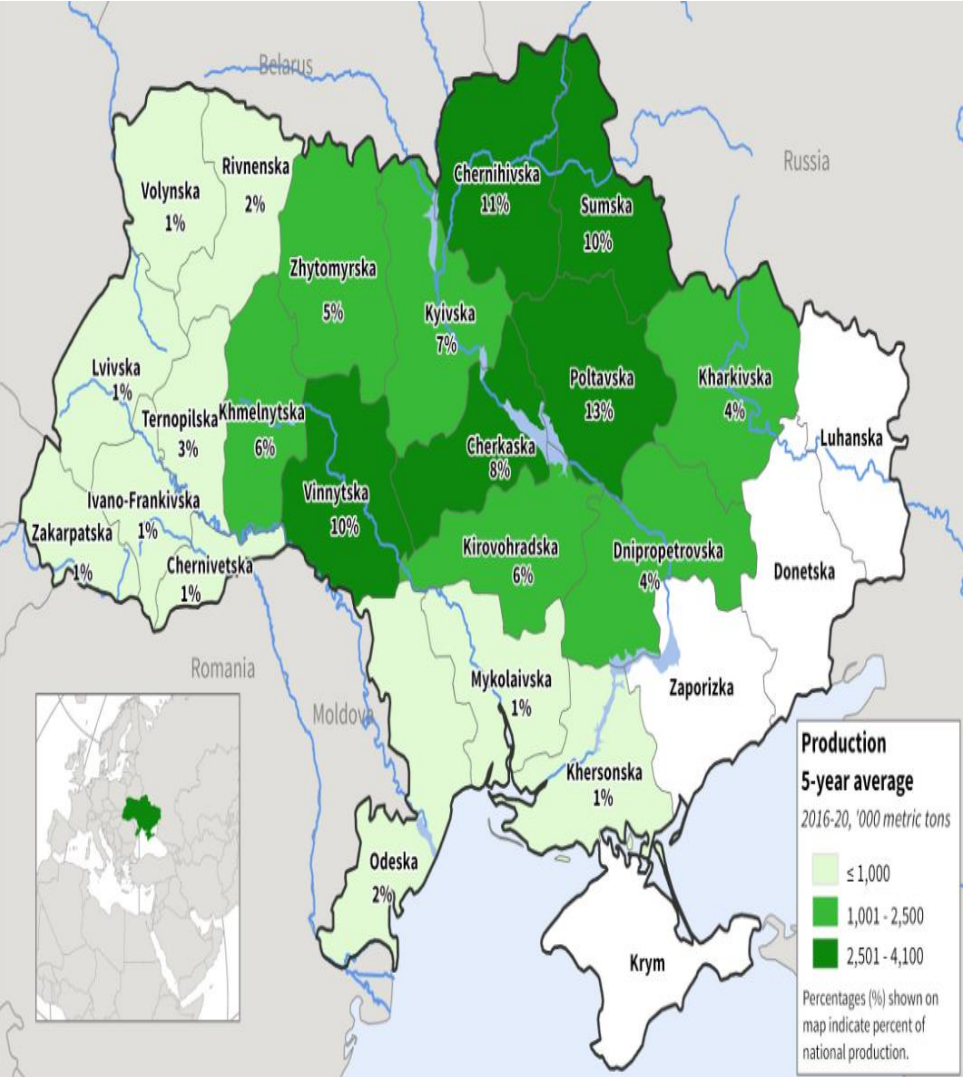 Belarus
Russia
Rivnenska
2%
Volynska
1%
Chernihivska
11%
Sumska
10%
Zhytomyrska
5%
Kyivska
7%
Lvivska
1%
Ternopilska
3%
Khmelnytska
6%
Poltavska
13%
Kharkivska
4%
Luhanska
Cherkaska
8%
Vinnytska
10%
Ivano-Frankivska
1%
Zakarpatska
1%
Chernivetska
1%
Kirovohradska
6%
Dnipropetrovska
4%
Donetska
Romania
Moldova
Mykolaivska
1%
Zaporizka
Khersonska
1%
Odeska
2%
Krym
Production
5-year average
2016-20, '000 metric tons
≤ 1,000
1,001 - 2,500
2,501 - 4,100
Percentages (%) shown on
map indicate percent of
national production.